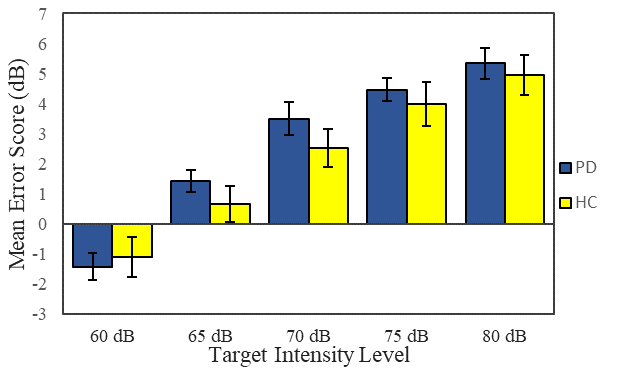 7
6
5
4
3
2
1
0
-1
-2
-3
Mean Error Score (dB)
60 dB 65 dB 70 dB 75 dB 80 dB
Target Intensity Level
PD
HC